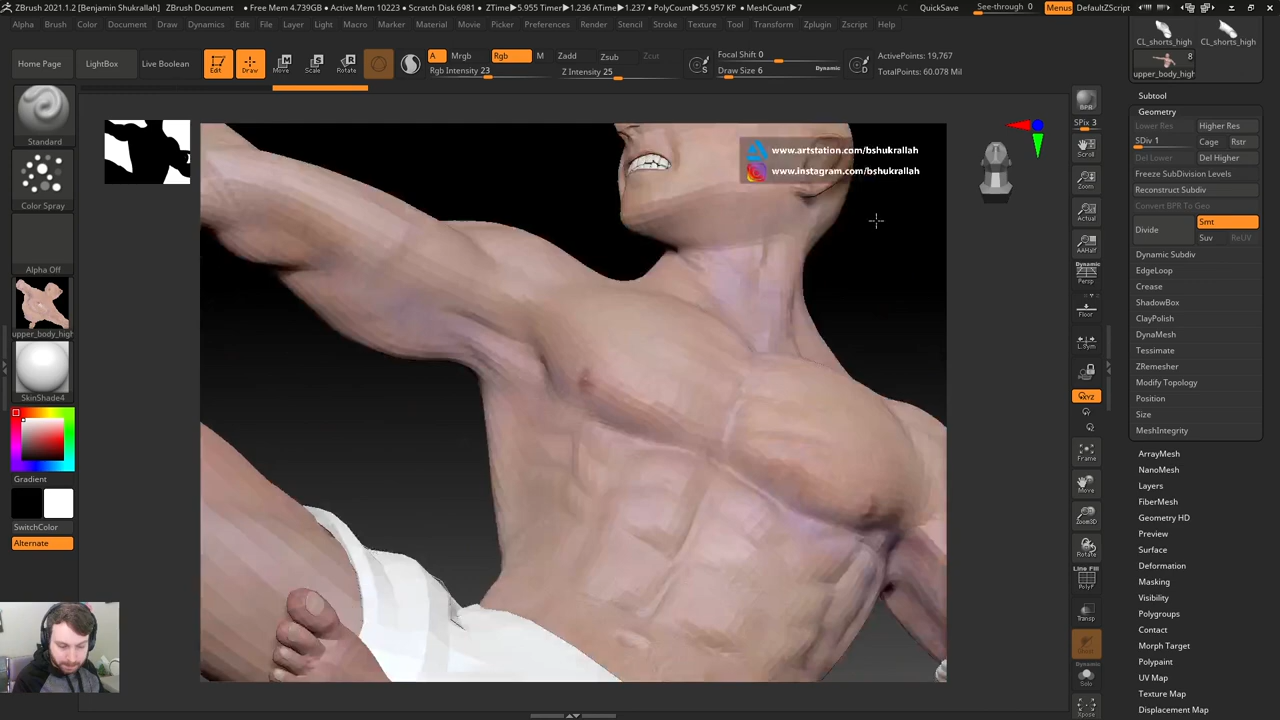 ZBrush 2021.1.2 [Benjamin Shukrallah] ZBrush Document • Free Mem 4.739GB • Active Mem 10223 • Scratch Disk 6981 • ZTime▶5.955 Timer▶1.236 ATime▶1.237 • PolyCount▶55.957 KP • MeshCount▶7 AC QuickSave See-through 0 Menus DefaultZScript
Alpha Brush Color Document Draw Dynamics Edit File Layer Light Macro Marker Material Movie Picker Preferences Render Stencil Stroke Texture Tool Transform Zplugin Zscript Help
Home Page LightBox Live Boolean
Edit Draw Move Scale Rotate
A Mrgb Rgb M Zadd Zsub Zcut
Rgb Intensity 23 Z Intensity 25
Focal Shift 0
Draw Size 6 Dynamic
ActivePoints: 19,767
TotalPoints: 60.078 Mil
Standard
Color Spray
Alpha Off
upper_body_high
SkinShade4
Gradient
SwitchColor
Alternate
www.artstation.com/bshukrallah
www.instagram.com/bshukrallah
BPR
SPix 3
Scroll
Zoom
Actual
AAHalf
Dynamic
Persp
Floor
L.Sym
XYZ
Frame
Move
Zoom3D
Rotate
Line Fill
PolyF
Transp
Ghost
Dynamic
Solo
Xpose
CL_shorts_high CL_shorts_high
8
upper_body_high
Subtool
Geometry
Lower Res Higher Res
SDiv 1 Cage Rstr
Del Lower Del Higher
Freeze SubDivision Levels
Reconstruct Subdiv
Convert BPR To Geo
Divide Smt
Suv ReUV
Dynamic Subdiv
EdgeLoop
Crease
ShadowBox
ClayPolish
DynaMesh
Tessimate
ZRemesher
Modify Topology
Position
Size
MeshIntegrity
ArrayMesh
NanoMesh
Layers
FiberMesh
Geometry HD
Preview
Surface
Deformation
Masking
Visibility
Polygroups
Contact
Morph Target
Polypaint
UV Map
Texture Map
Displacement Map